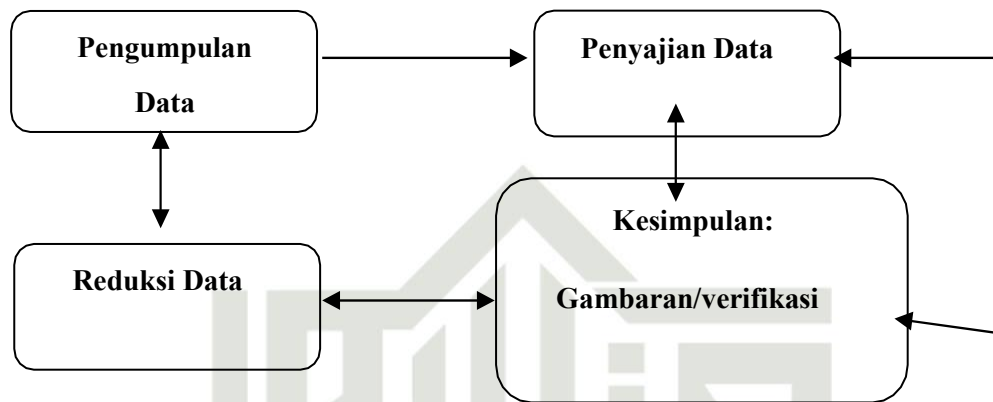 Pengumpulan
Data
Penyajian Data
Reduksi Data
Kesimpulan:
Gambaran/verifikasi